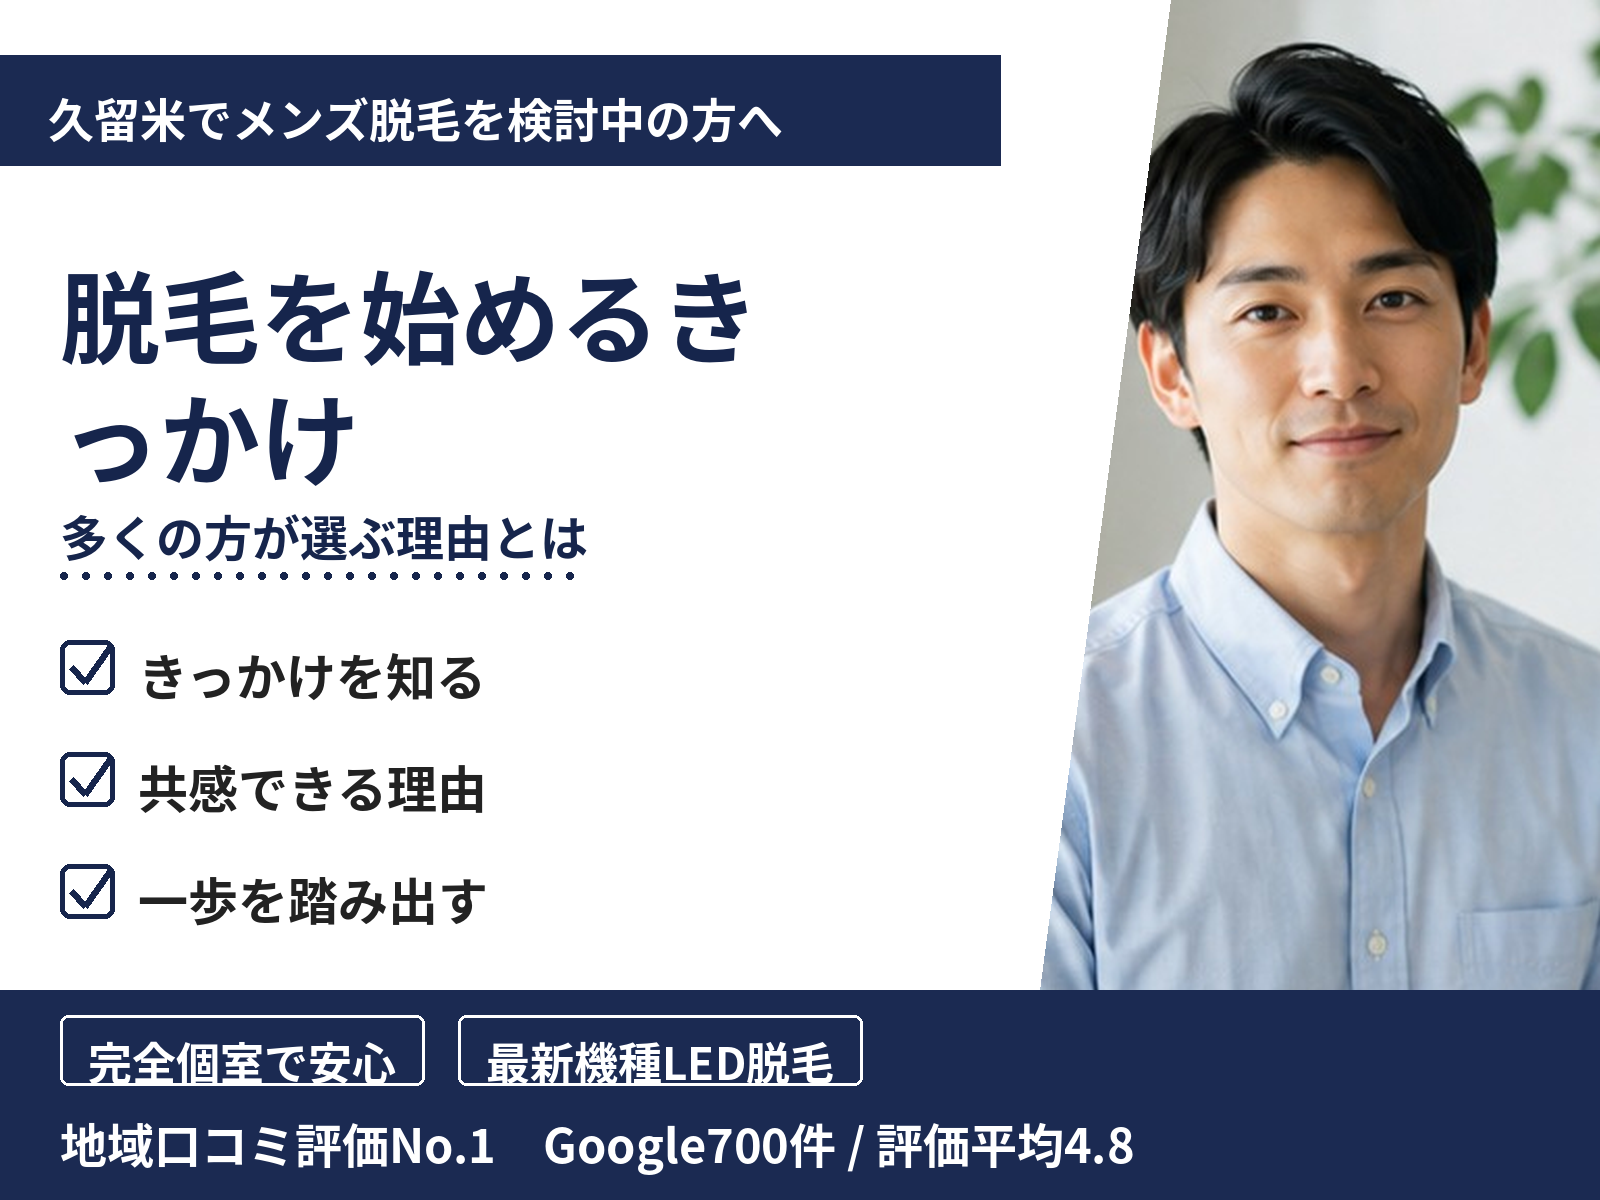 久留米でメンズ脱毛を検討中の方へ
脱毛を始めるき
っかけ
多くの方が選ぶ理由とは
きっかけを知る
共感できる理由
一歩を踏み出す
完全個室で安心
最新機種LED脱毛
地域口コミ評価No.1　Google700件 / 評価平均4.8